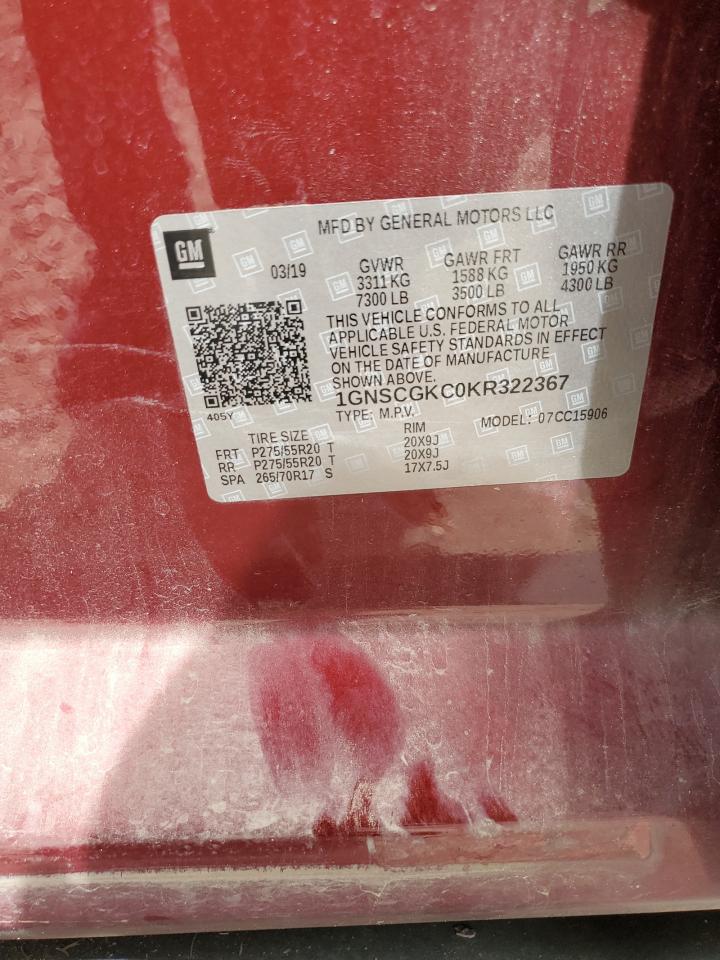 MFD BY GENERAL MOTORS LLC
GM
03/19
GVWR
3311 KG
7300 LB
GAWR FRT
1588 KG
3500 LB
GAWR RR
1950 KG
4300 LB
THIS VEHICLE CONFORMS TO ALL
APPLICABLE U.S. FEDERAL MOTOR
VEHICLE SAFETY STANDARDS IN EFFECT
ON THE DATE OF MANUFACTURE
SHOWN ABOVE.
1GNSCGKC0KR322367
405Y
TYPE: M.P.V.
MODEL: 07CC15906
TIRE SIZE RIM
FRT P275/55R20 T 20X9J
RR P275/55R20 T 20X9J
SPA 265/70R17 S 17X7.5J